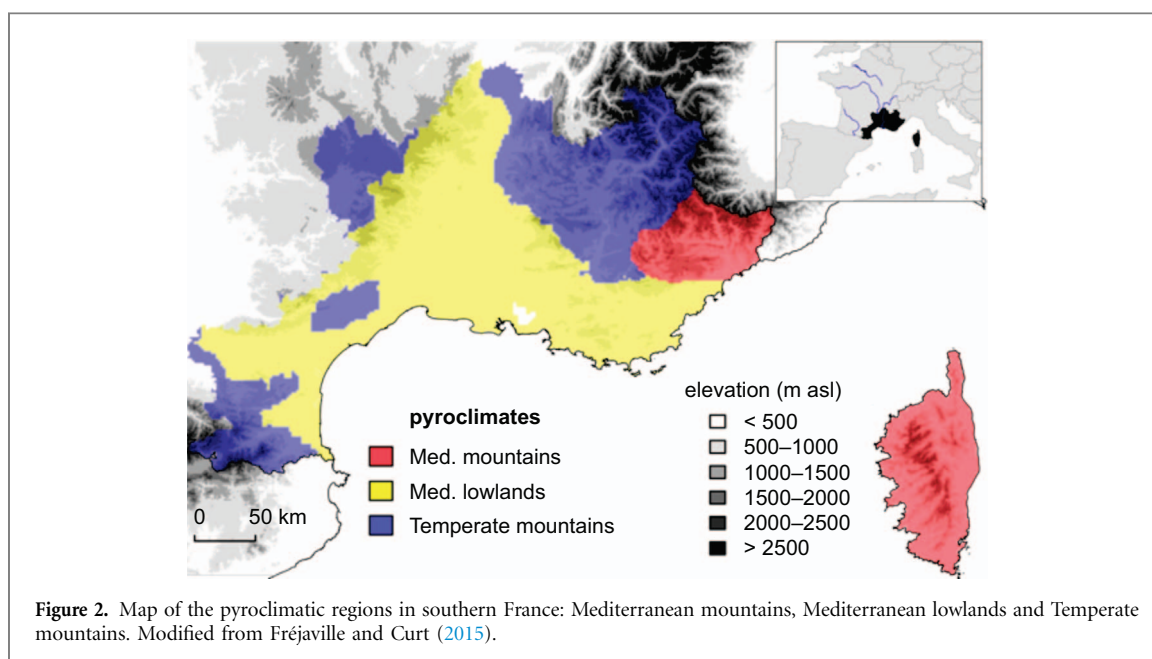 pyroclimates
Med. mountains
Med. lowlands
Temperate mountains
0 50 km
elevation (m asl)
< 500
500–1000
1000–1500
1500–2000
2000–2500
> 2500
Figure 2. Map of the pyroclimatic regions in southern France: Mediterranean mountains, Mediterranean lowlands and Temperate
mountains. Modified from Fréjaville and Curt (2015).